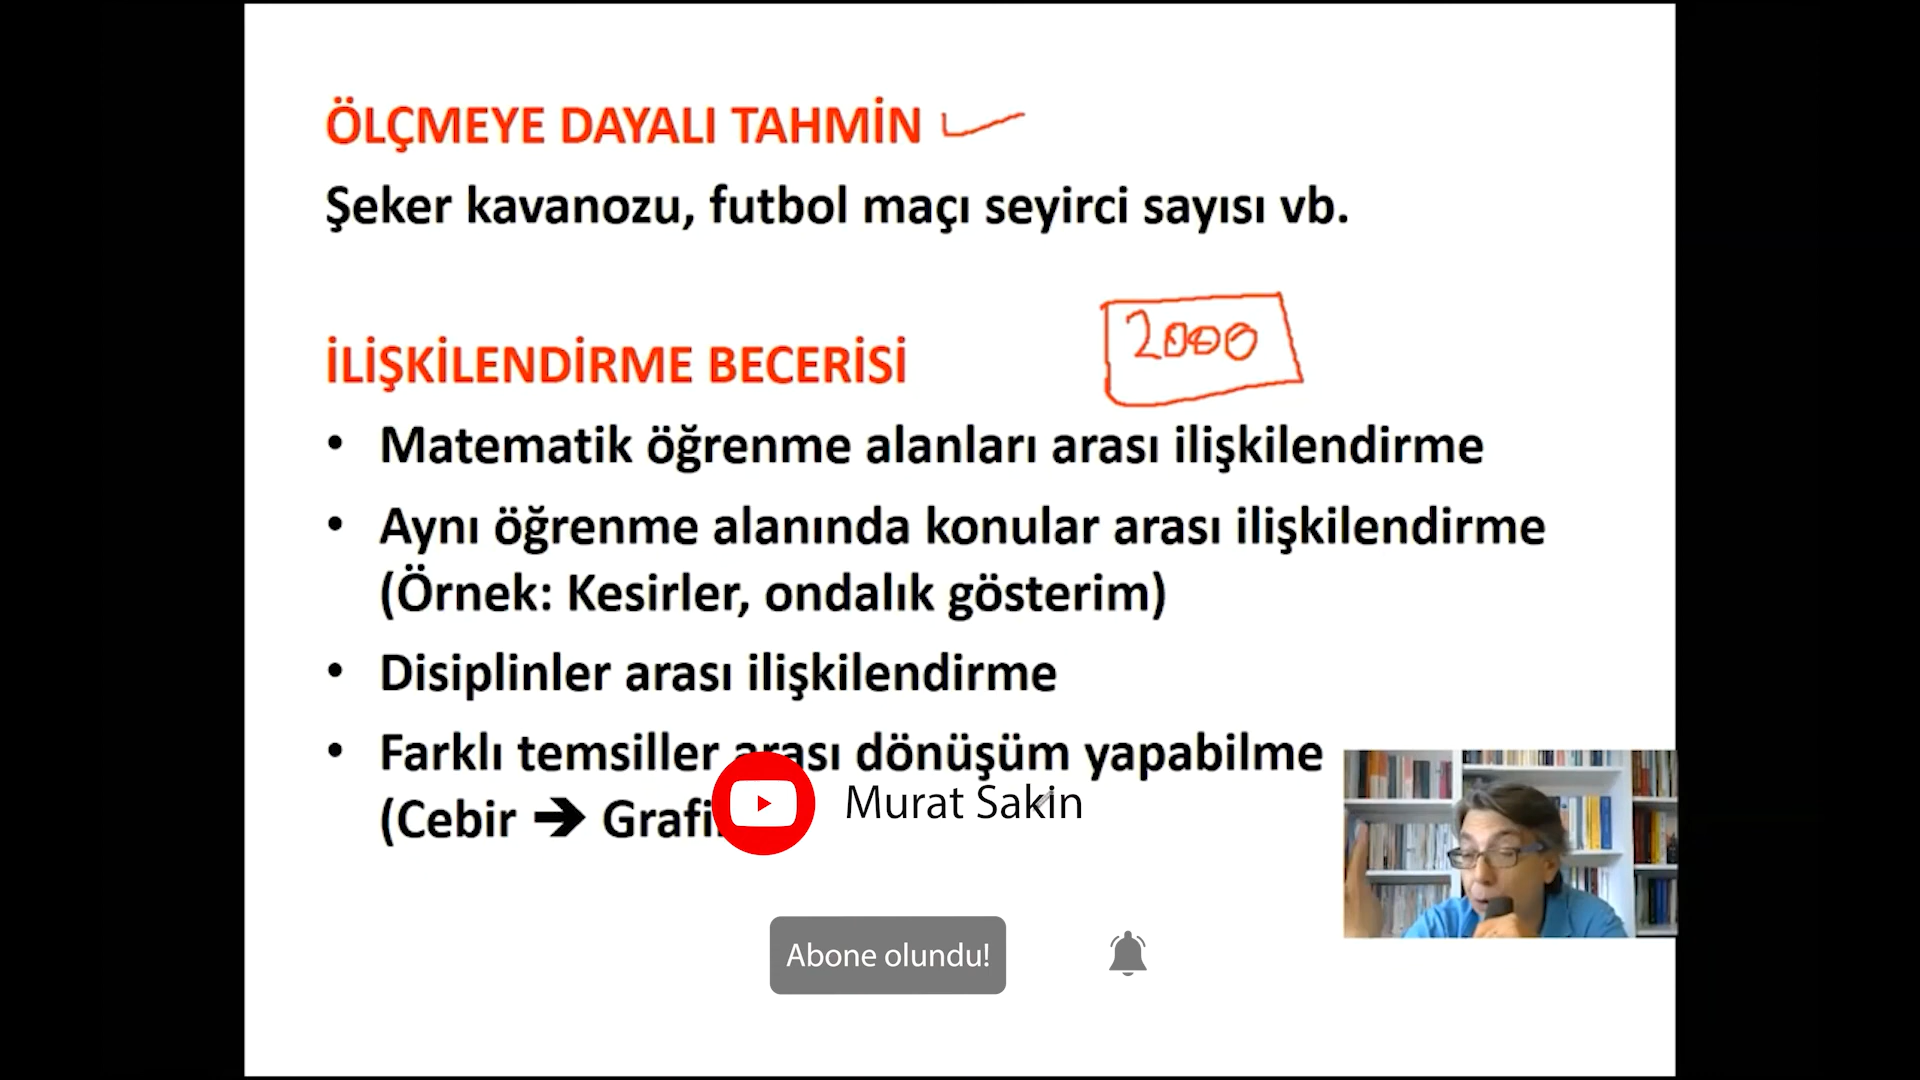 ÖLÇMEYE DAYALI TAHMİN
Şeker kavanozu, futbol maçı seyirci sayısı vb.
2000
İLİŞKİLENDİRME BECERİSİ
• Matematik öğrenme alanları arası ilişkilendirme
• Aynı öğrenme alanında konular arası ilişkilendirme
(Örnek: Kesirler, ondalık gösterim)
• Disiplinler arası ilişkilendirme
• Farklı temsiller arası dönüşüm yapabilme
(Cebir ➔
Murat Sakin
Abone olundu!